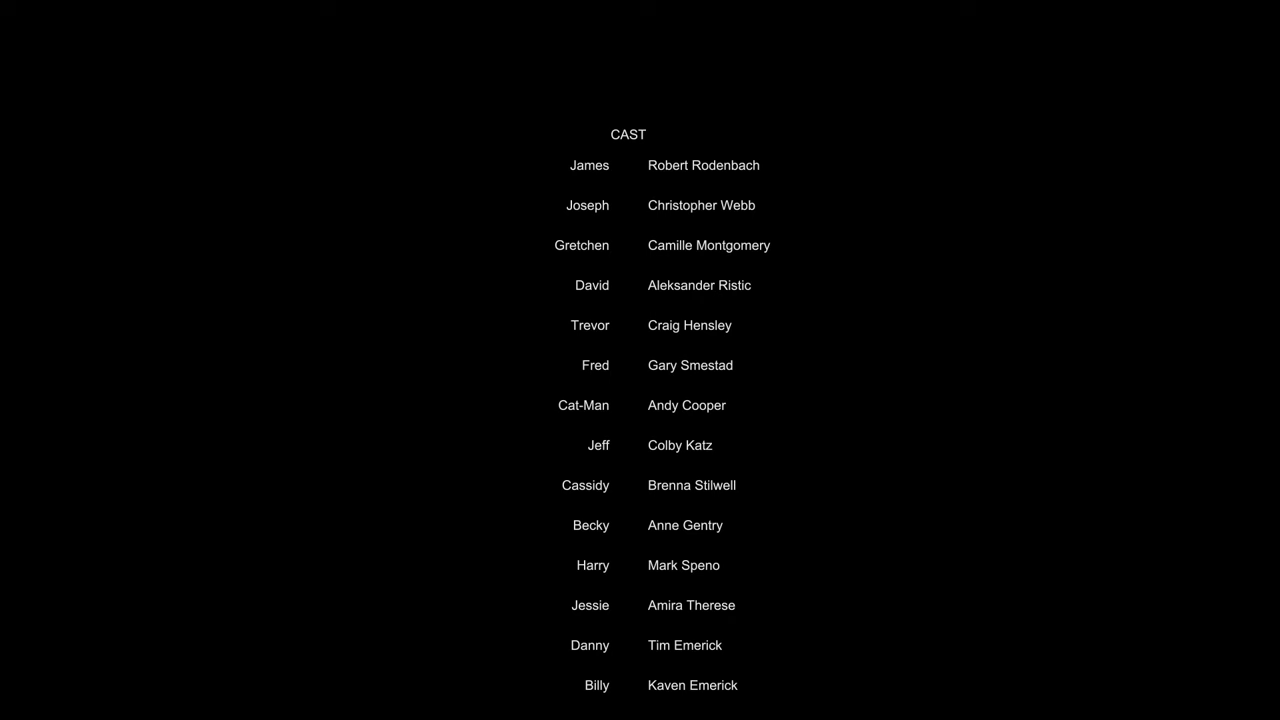 CAST
James Robert Rodenbach
Joseph Christopher Webb
Gretchen Camille Montgomery
David Aleksander Ristic
Trevor Craig Hensley
Fred Gary Smestad
Cat-Man Andy Cooper
Jeff Colby Katz
Cassidy Brenna Stilwell
Becky Anne Gentry
Harry Mark Speno
Jessie Amira Therese
Danny Tim Emerick
Billy Kaven Emerick